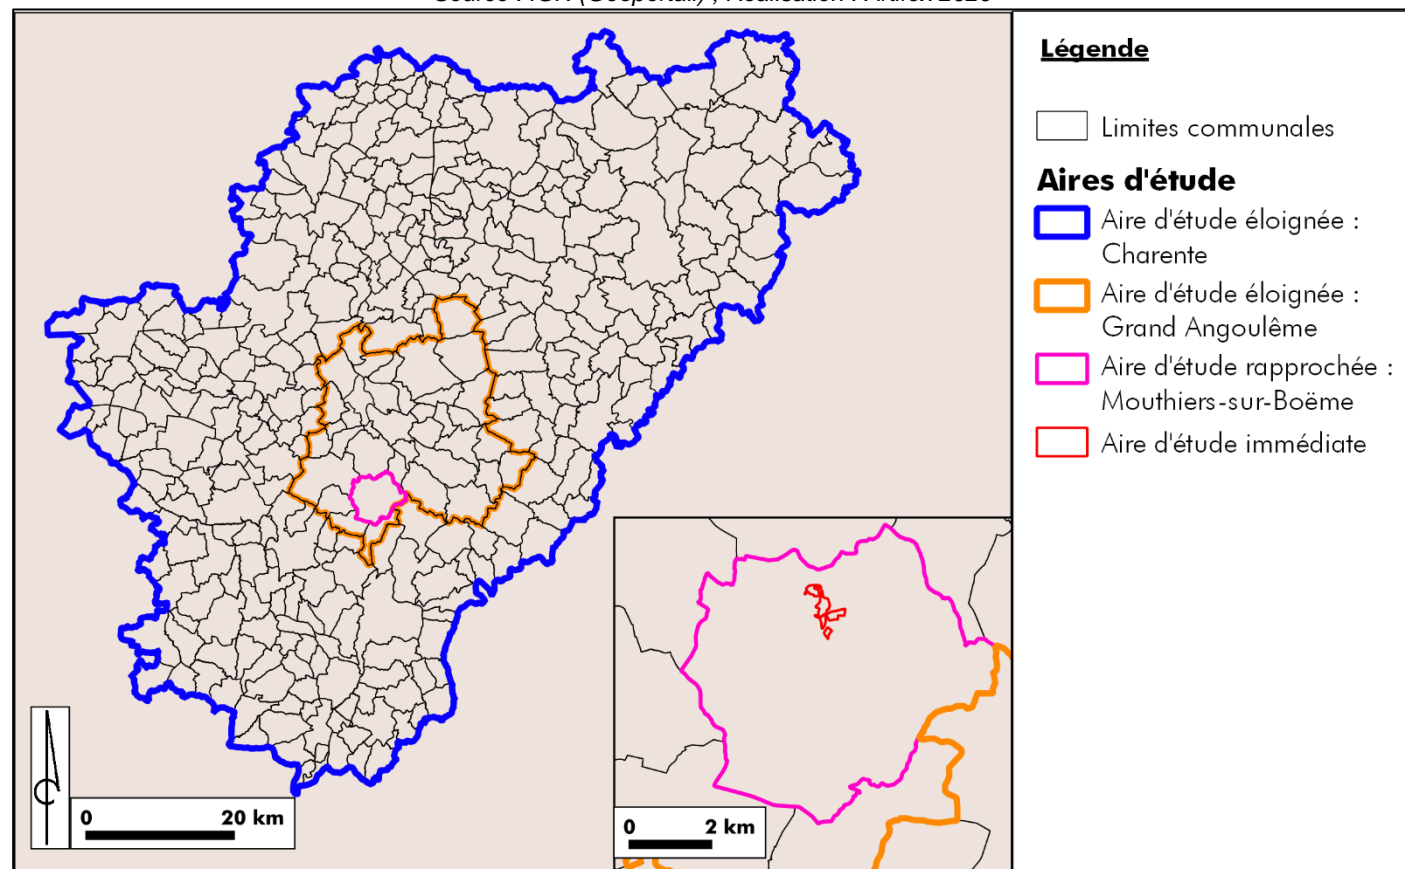 Légende
Limites communales
Aires d'étude
Aire d'étude éloignée :
Charente
Aire d'étude éloignée :
Grand Angoulême
Aire d'étude rapprochée :
Mouthiers-sur-Boëme
Aire d'étude immédiate
0 20 km
0 2 km